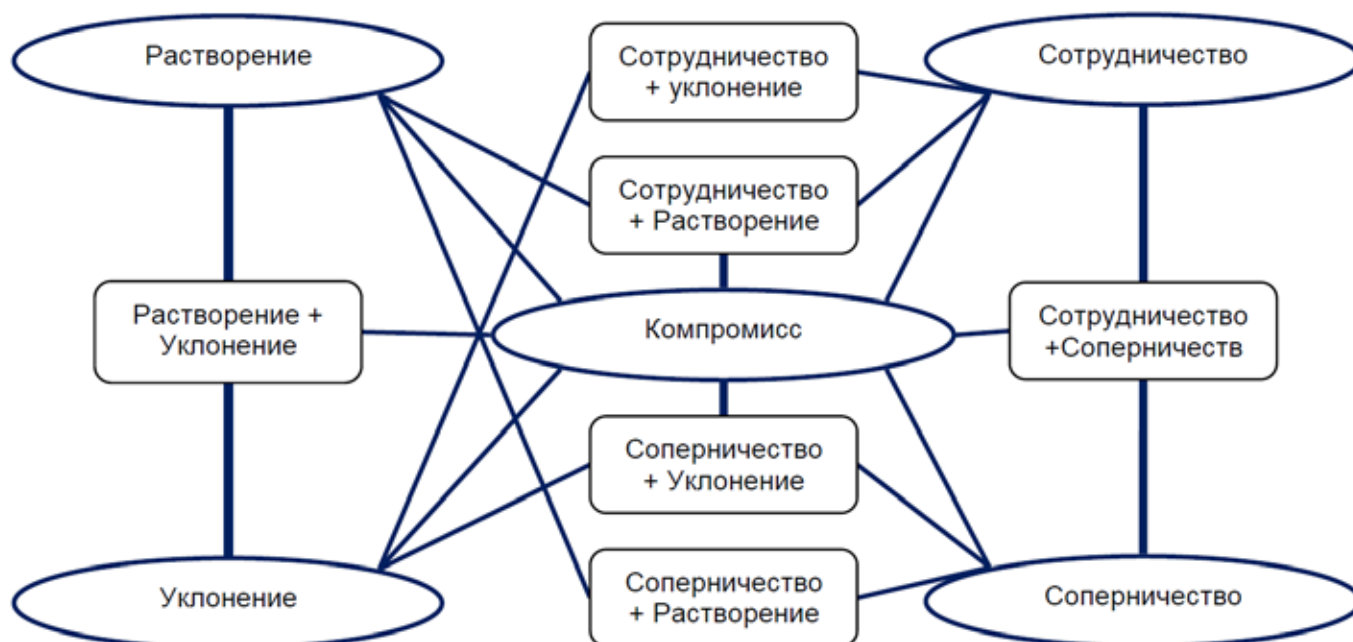 Растворение
Сотрудничество
+ уклонение
Сотрудничество
Сотрудничество
+ Растворение
Растворение +
Уклонение
Компромисс
Сотрудничество
+Соперничеств
Соперничество
+ Уклонение
Уклонение
Соперничество
+ Растворение
Соперничество